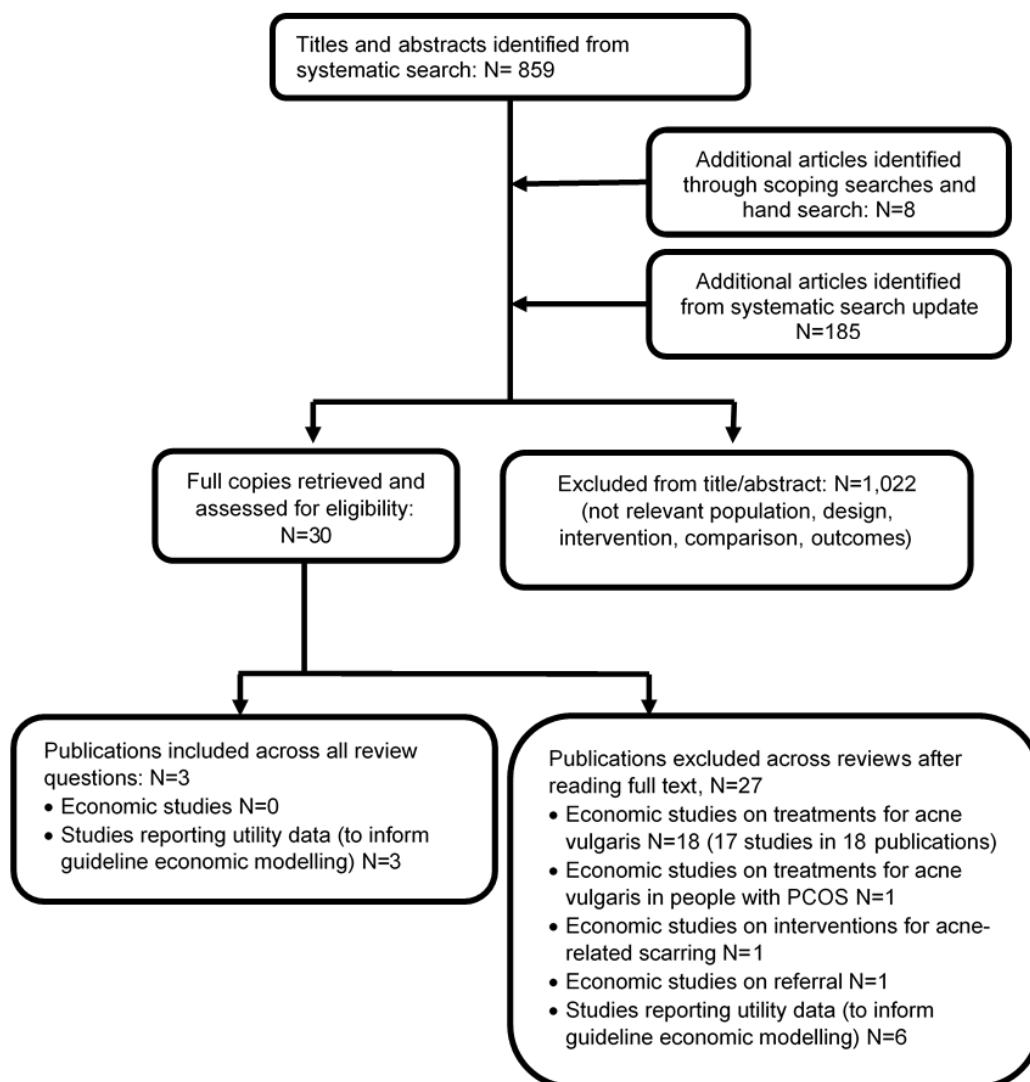 Titles and abstracts identified from
systematic search: N= 859
Additional articles identified
through scoping searches and
hand search: N=8
Additional articles identified
from systematic search update
N=185
Full copies retrieved and
assessed for eligibility:
N=30
Excluded from title/abstract: N=1,022
(not relevant population, design,
intervention, comparison, outcomes)
Publications included across all review
questions: N=3
• Economic studies N=0
• Studies reporting utility data (to inform
guideline economic modelling) N=3
Publications excluded across reviews after
reading full text, N=27
• Economic studies on treatments for acne
vulgaris N=18 (17 studies in 18 publications)
• Economic studies on treatments for acne
vulgaris in people with PCOS N=1
• Economic studies on interventions for acne-
related scarring N=1
• Economic studies on referral N=1
• Studies reporting utility data (to inform
guideline economic modelling) N=6